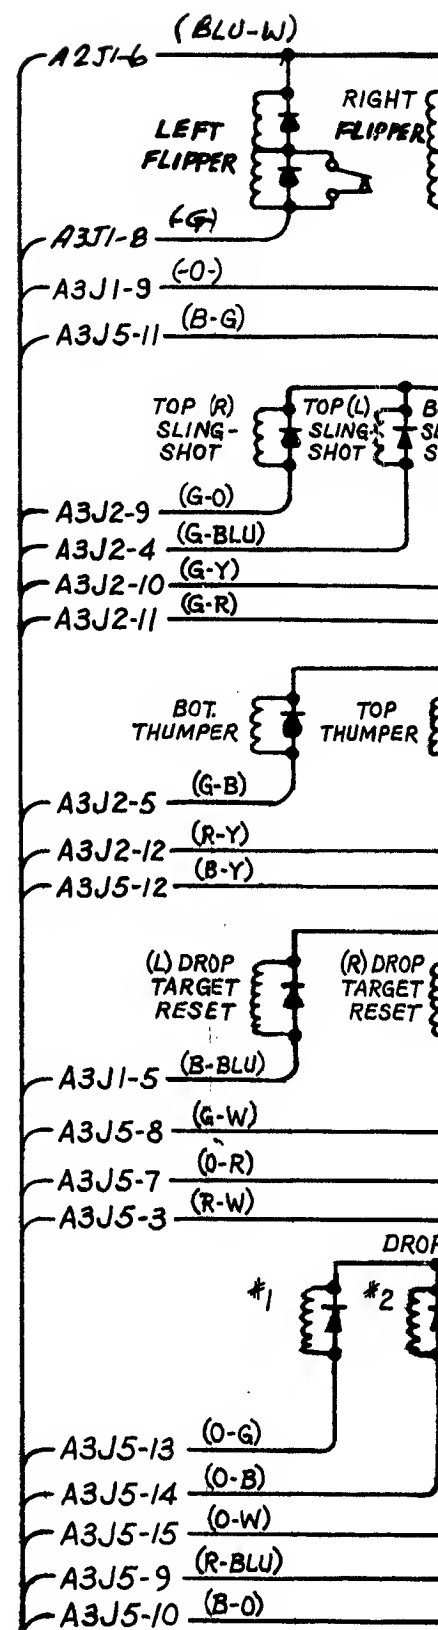 (BLU-W)
A2J1-6
LEFT
FLIPPER
RIGHT
FLIPPER
A3J1-8 (-G-)
A3J1-9 (-O-)
A3J5-11 (B-G)
TOP (R)
SLING-
SHOT
TOP (L)
SLING-
SHOT
B
SL
S
A3J2-9 (G-O)
A3J2-4 (G-BLU)
A3J2-10 (G-Y)
A3J2-11 (G-R)
BOT.
THUMPER
TOP
THUMPER
A3J2-5 (G-B)
A3J2-12 (R-Y)
A3J5-12 (B-Y)
(L) DROP
TARGET
RESET
(R) DROP
TARGET
RESET
A3J1-5 (B-BLU)
A3J5-8 (G-W)
A3J5-7 (O-R)
A3J5-3 (R-W)
DROP
#1
#2
A3J5-13 (O-G)
A3J5-14 (O-B)
A3J5-15 (O-W)
A3J5-9 (R-BLU)
A3J5-10 (B-O)